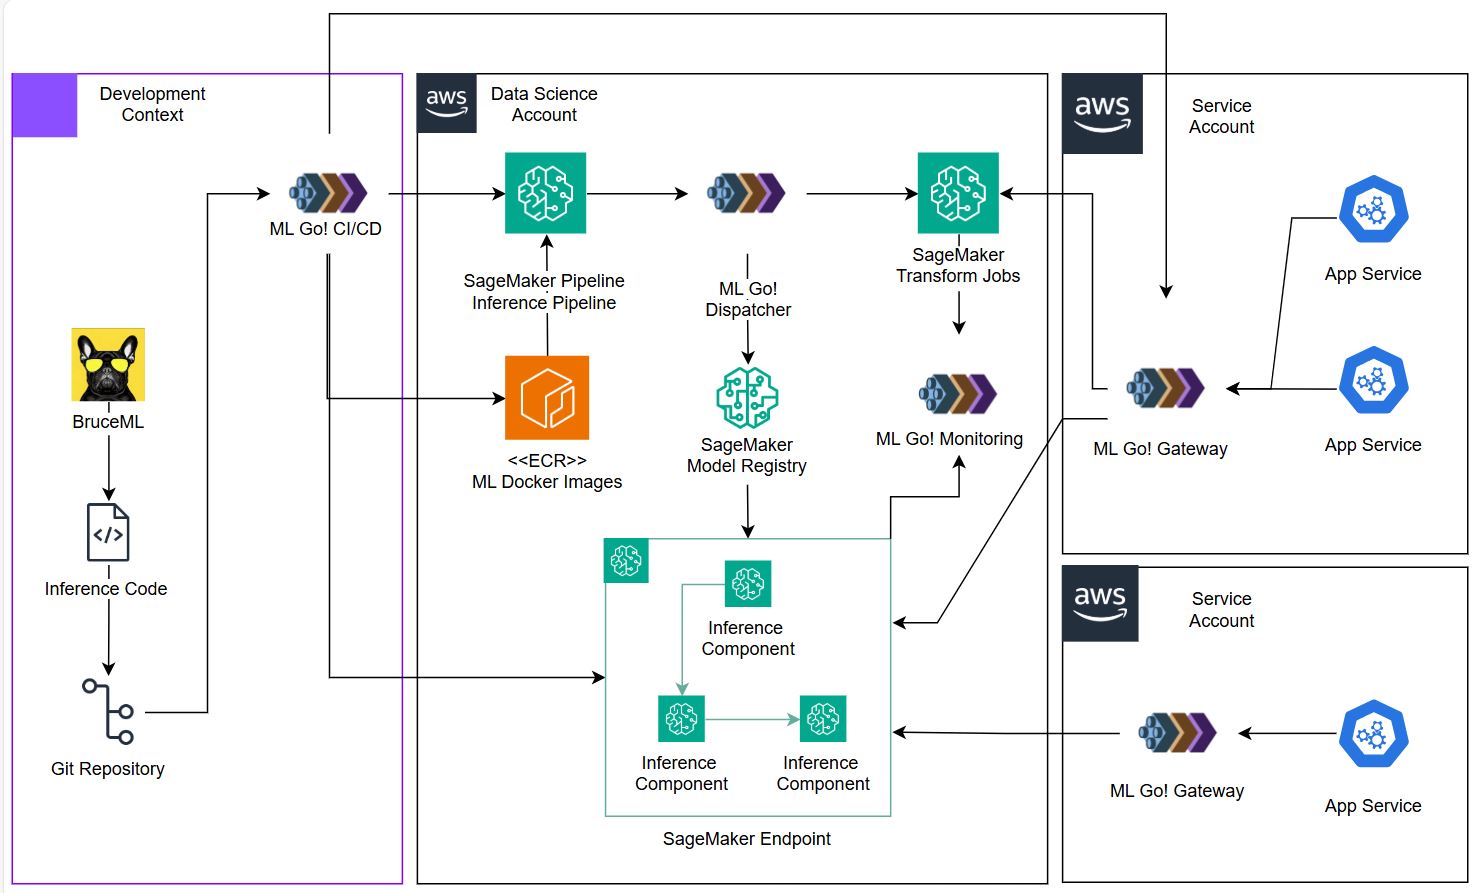 Development
Context
aws
Data Science
Account
aws
Service
Account
ML Go! CI/CD
SageMaker Pipeline
Inference Pipeline
ML Go!
Dispatcher
SageMaker
Transform Jobs
App Service
BruceML
<<ECR>>
ML Docker Images
SageMaker
Model Registry
ML Go! Monitoring
ML Go! Gateway
App Service
</>
Inference Code
Git Repository
Inference
Component
Inference
Component
Inference
Component
SageMaker Endpoint
aws
Service
Account
ML Go! Gateway
App Service